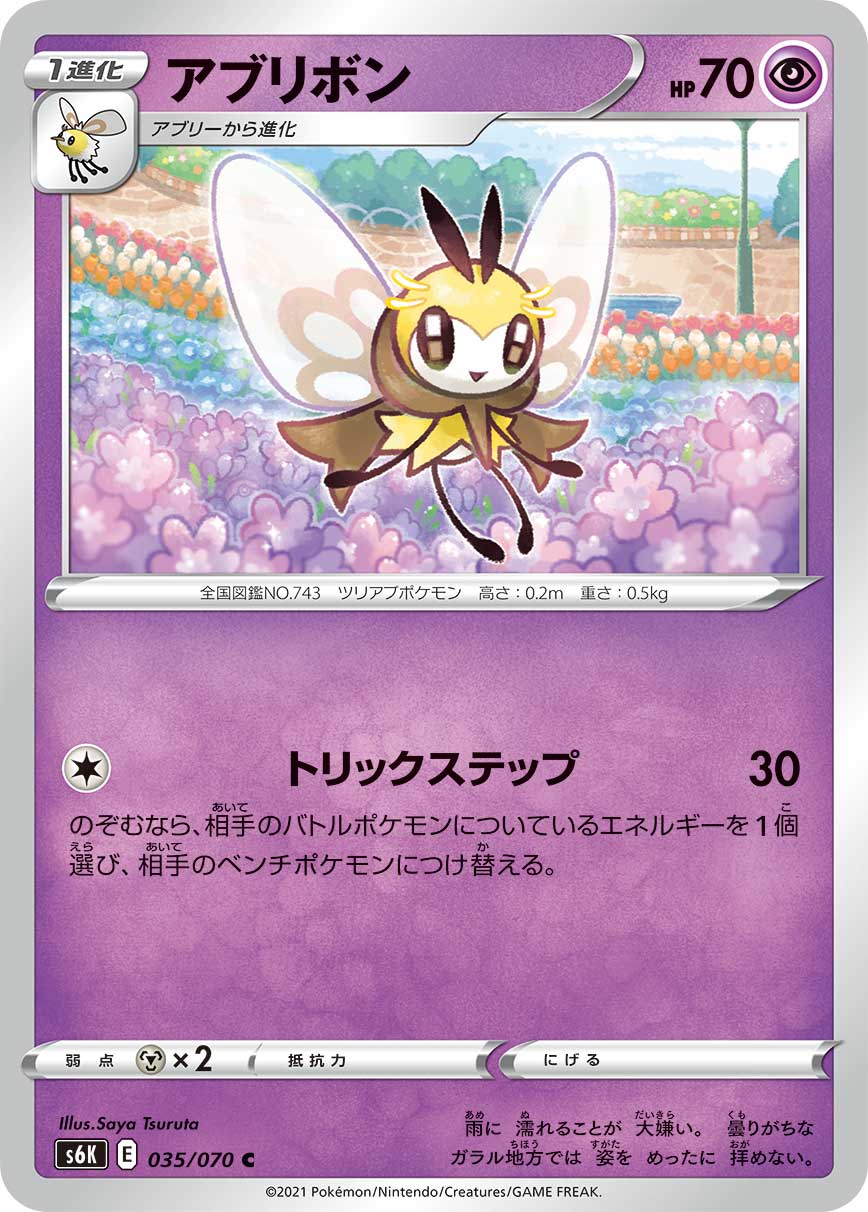 1進化
アブリボン
HP70
アブリーから進化
全国図鑑NO.743 ツリアブポケモン 高さ:0.2m 重さ:0.5kg
トリックステップ 30
のぞむなら、相手のバトルポケモンについているエネルギーを1個
選び、相手のベンチポケモンにつけ替える。
弱点 ×2 抵抗力 にげる
Illus.Saya Tsuruta
雨に 濡れることが 大嫌い。 曇りがちな
ガラル地方では 姿を めったに 拝めない。
s6K E 035/070 C
©2021 Pokémon/Nintendo/Creatures/GAME FREAK.